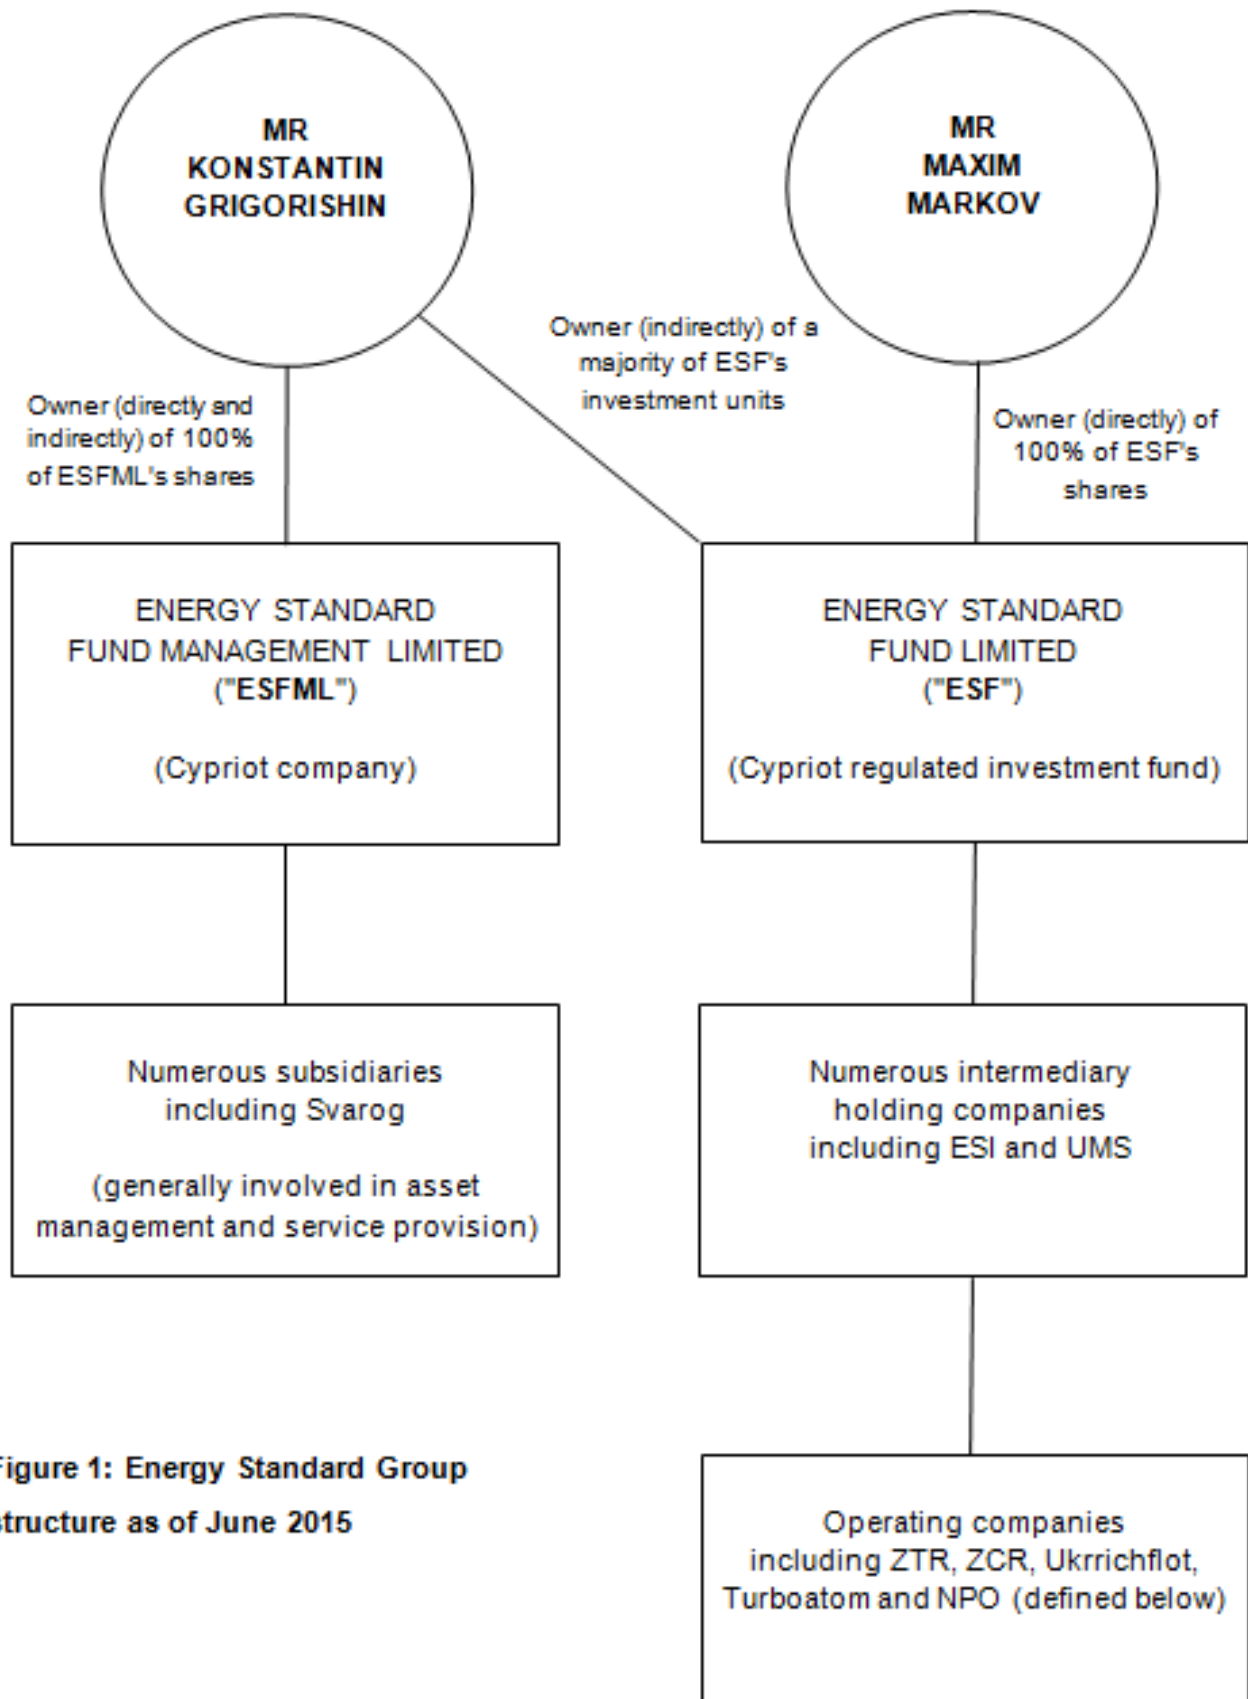 MR
KONSTANTIN
GRIGORISHIN
MR
MAXIM
MARKOV
Owner (directly and
indirectly) of 100%
of ESFML's shares
Owner (indirectly) of a
majority of ESF's
investment units
Owner (directly) of
100% of ESF's
shares
ENERGY STANDARD
FUND MANAGEMENT LIMITED
("ESFML")
(Cypriot company)
ENERGY STANDARD
FUND LIMITED
("ESF")
(Cypriot regulated investment fund)
Numerous subsidiaries
including Svarog
(generally involved in asset
management and service provision)
Numerous intermediary
holding companies
including ESI and UMS
Figure 1: Energy Standard Group
structure as of June 2015
Operating companies
including ZTR, ZCR, Ukrrichflot,
Turboatom and NPO (defined below)